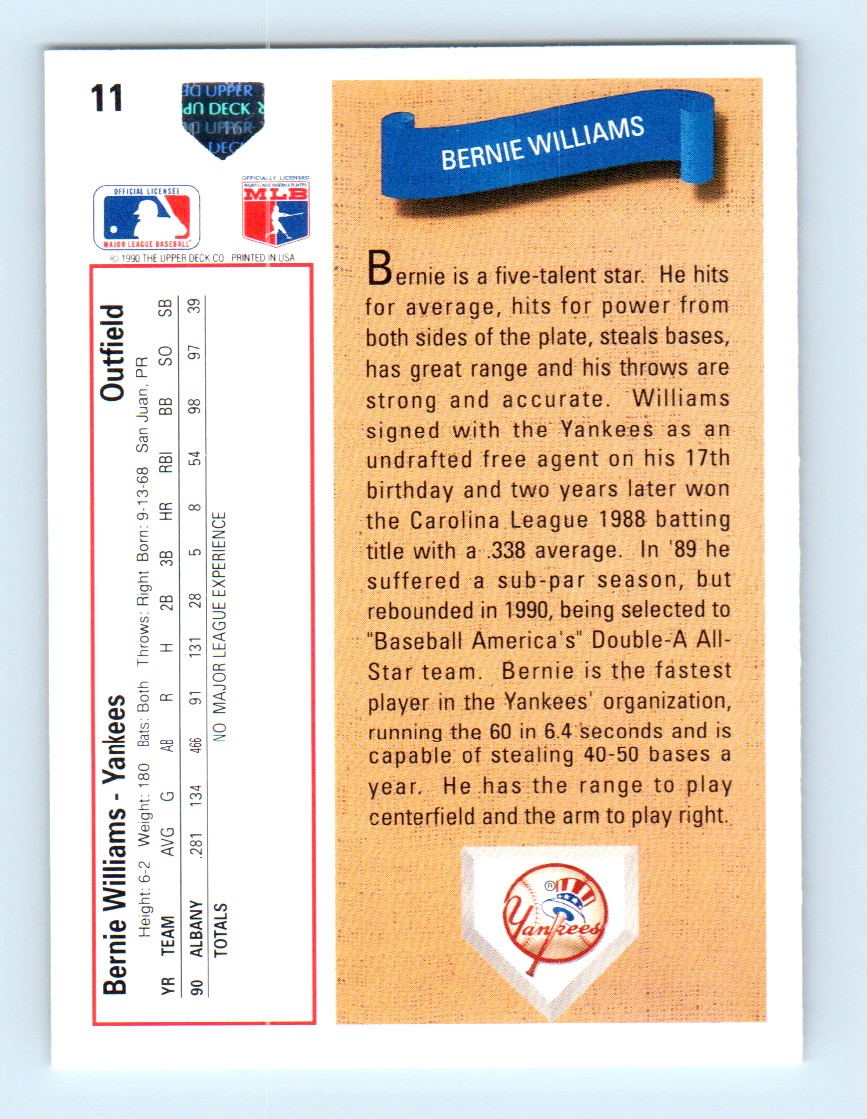 11
UPPER DECK
OFFICIAL LICENSEE
MAJOR LEAGUE BASEBALL
OFFICIALLY LICENSED
MAJOR LEAGUE BASEBALL PLAYERS
MLB
© 1990 THE UPPER DECK CO. PRINTED IN USA
Bernie Williams - Yankees Outfield
Height: 6-2 Weight: 180 Bats: Both Throws: Right Born: 9-13-68 San Juan, PR
YR TEAM AVG G AB R H 2B 3B HR RBI BB SO SB
90 ALBANY .281 134 466 91 131 28 5 8 54 98 97 39
TOTALS NO MAJOR LEAGUE EXPERIENCE
BERNIE WILLIAMS
Bernie is a five-talent star. He hits
for average, hits for power from
both sides of the plate, steals bases,
has great range and his throws are
strong and accurate. Williams
signed with the Yankees as an
undrafted free agent on his 17th
birthday and two years later won
the Carolina League 1988 batting
title with a .338 average. In '89 he
suffered a sub-par season, but
rebounded in 1990, being selected to
"Baseball America's" Double-A All-
Star team. Bernie is the fastest
player in the Yankees' organization,
running the 60 in 6.4 seconds and is
capable of stealing 40-50 bases a
year. He has the range to play
centerfield and the arm to play right.
Yankees
®